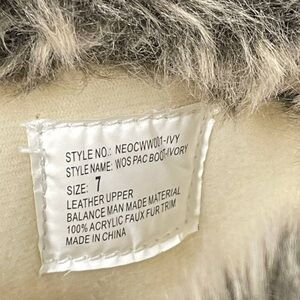 STYLE NO.: NEOCWW001-IVY
STYLE NAME: WOS PAC BOOT-IVORY
SIZE: 7
LEATHER UPPER
BALANCE MAN MADE MATERIAL
100% ACRYLIC FAUX FUR TRIM
MADE IN CHINA